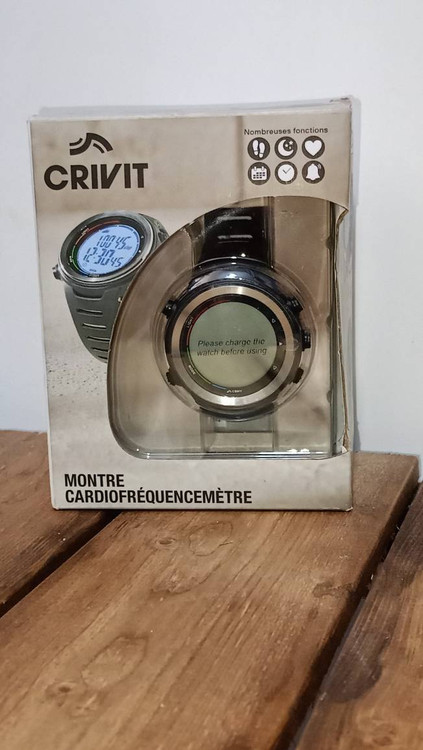 Nombreuses fonctions
CRIVIT
Please charge the
watch before using
MONTRE
CARDIOFRÉQUENCEMÈTRE